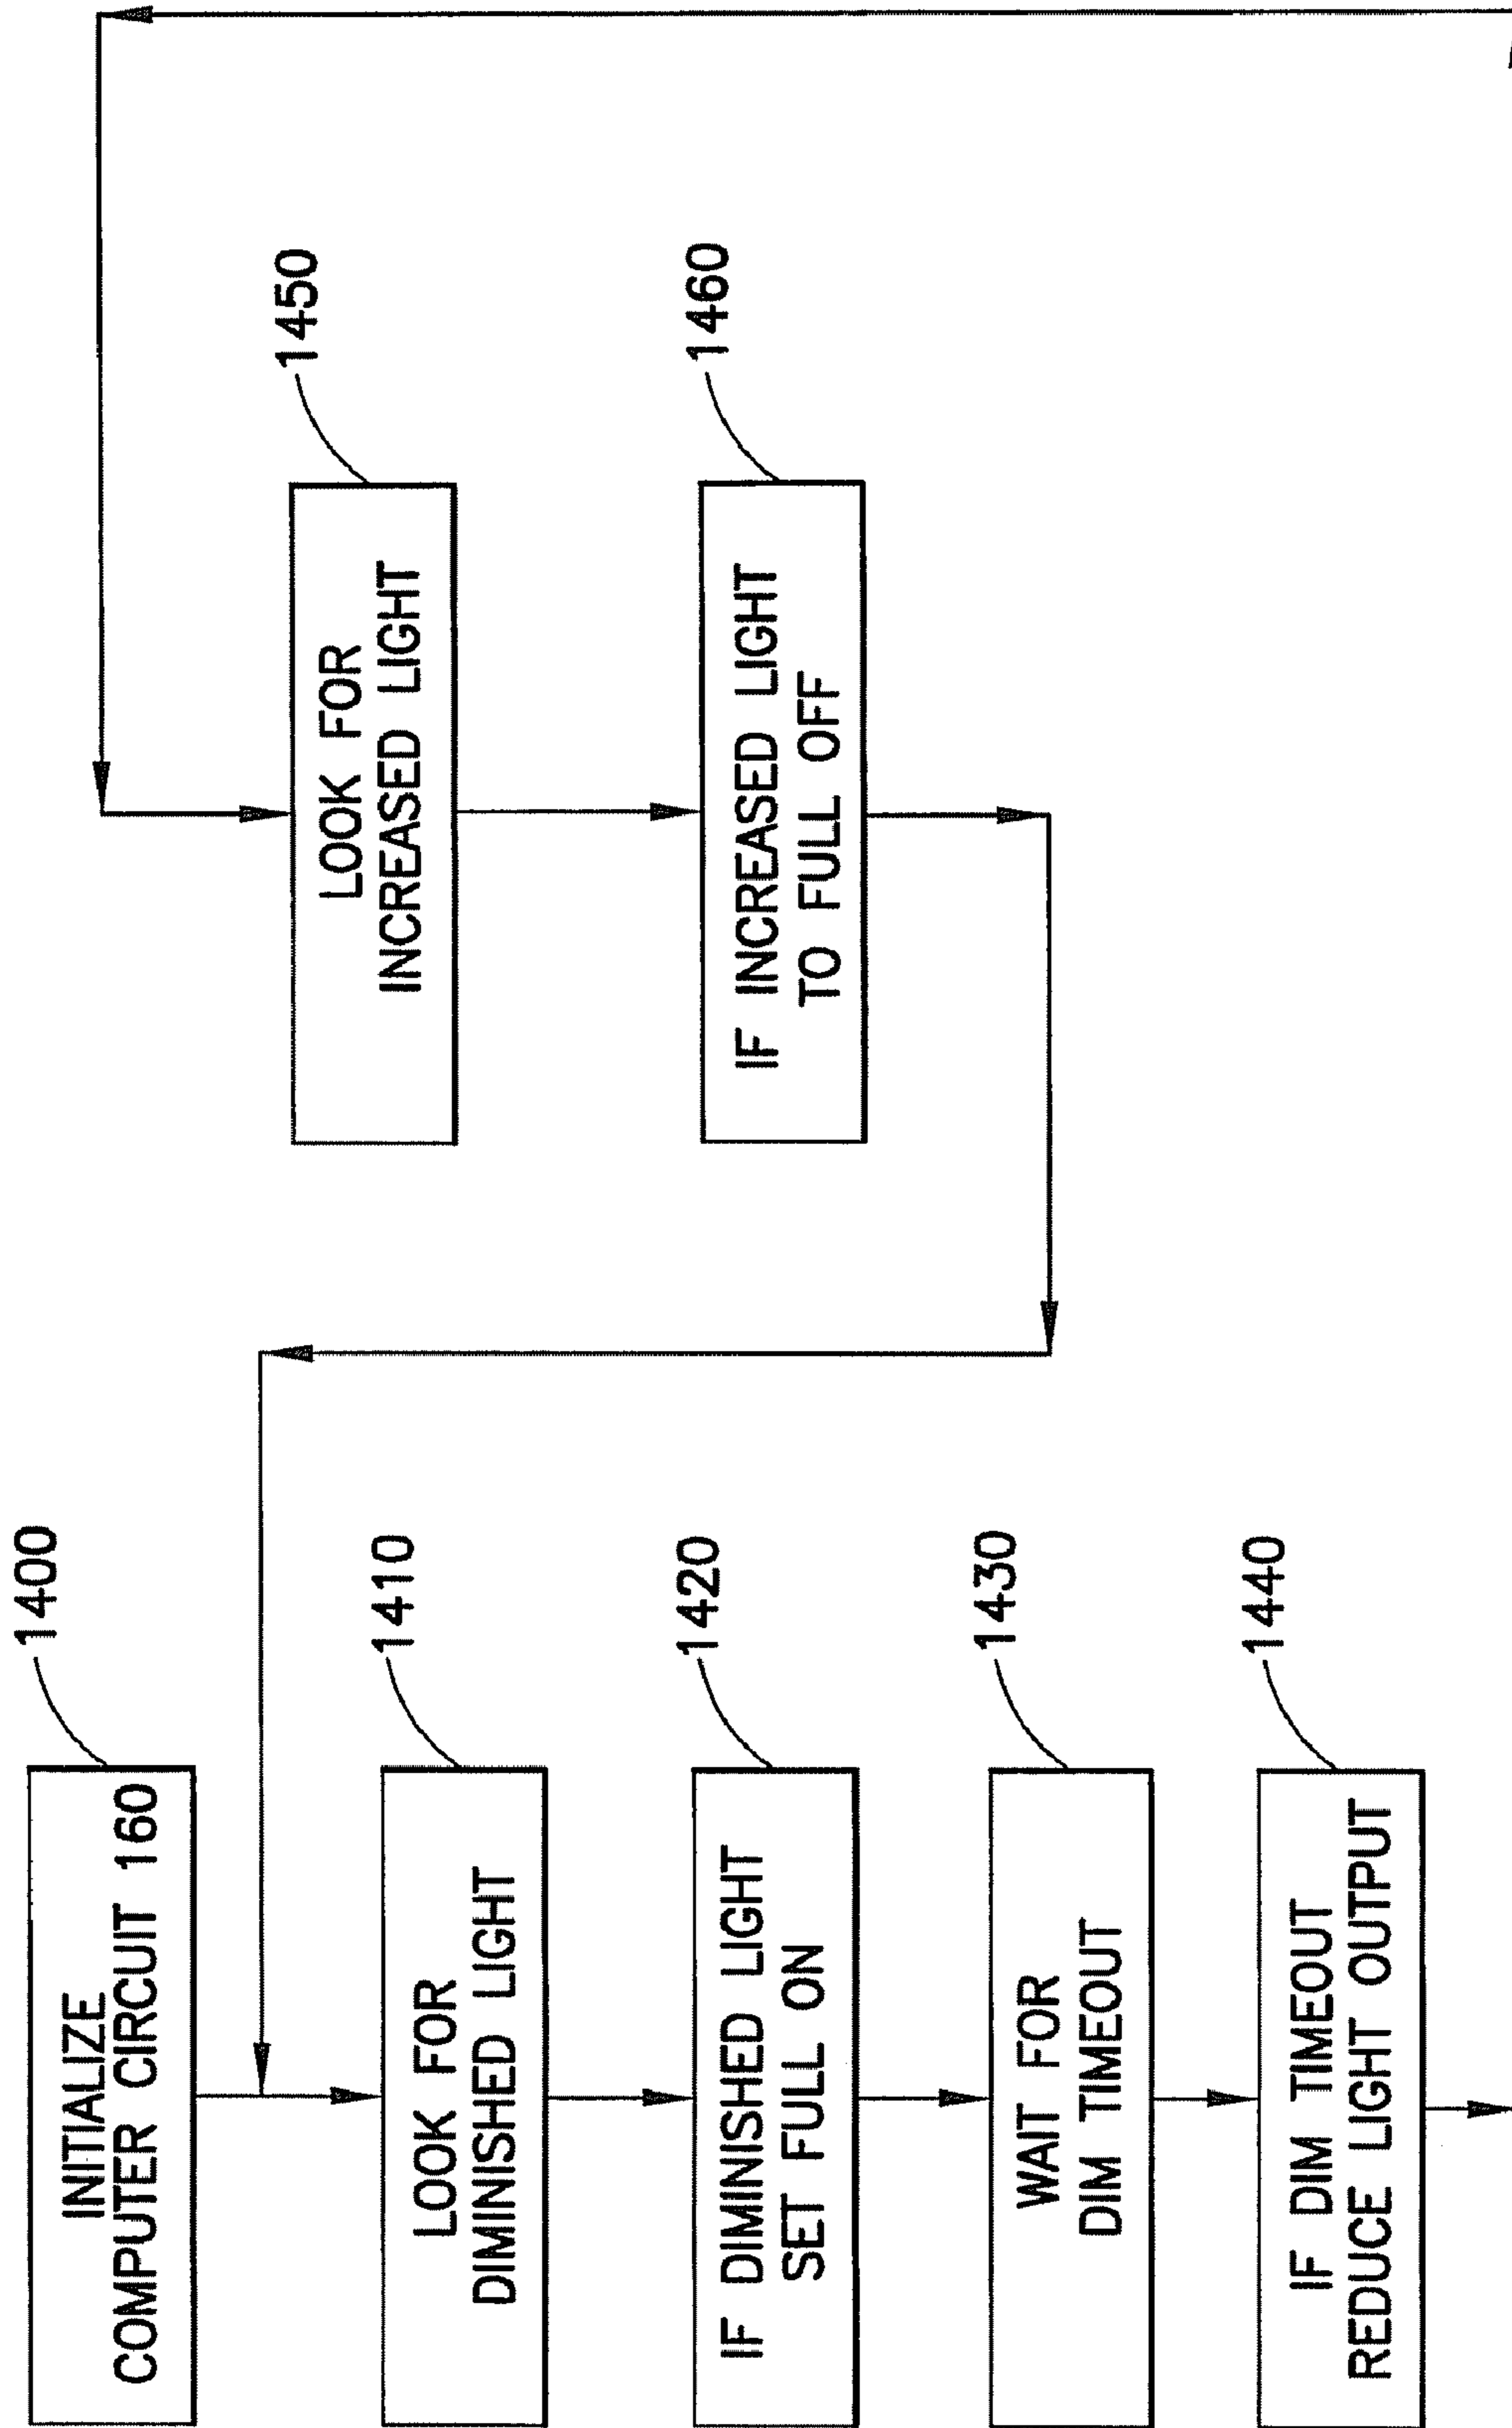 1400
INITIALIZE
COMPUTER CIRCUIT 160
1410
LOOK FOR
DIMINISHED LIGHT
1420
IF DIMINISHED LIGHT
SET FULL ON
1430
WAIT FOR
DIM TIMEOUT
1440
IF DIM TIMEOUT
REDUCE LIGHT OUTPUT
1450
LOOK FOR
INCREASED LIGHT
1460
IF INCREASED LIGHT
TO FULL OFF